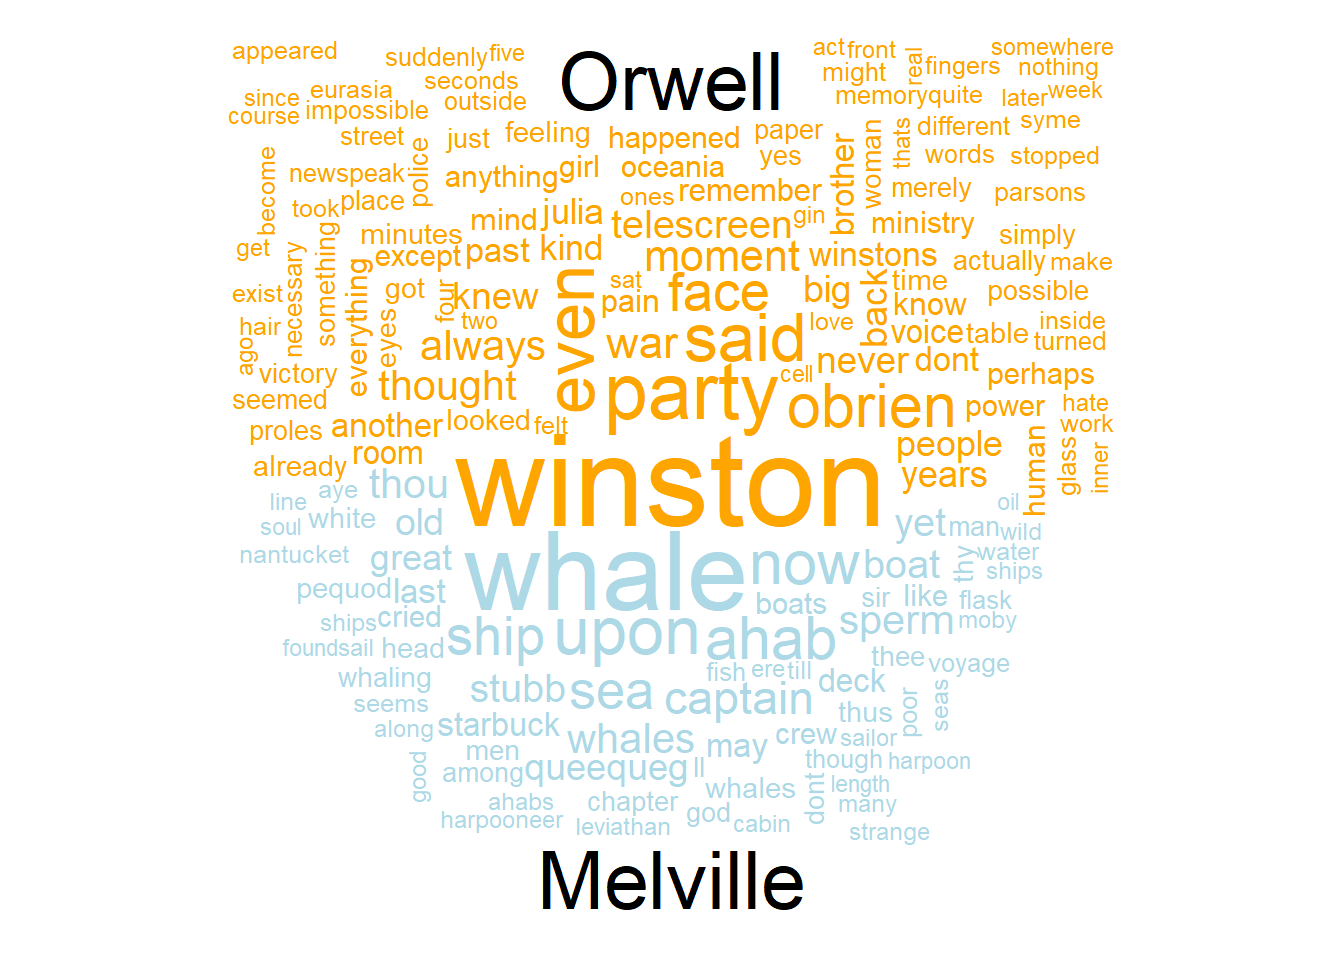 Orwell
appeared suddenly five act front real somewhere
seconds might fingers nothing
since eurasia outside memory quite later week
course impossible
street just feeling happened paper brother woman thats different syme
become newspeak police anything girl oceania yes words stopped
took place mind julia ones remember gin merely parsons
get minutes except past kind telescreen ministry simply
necessary something everything moment winstons actually make
exist got four knew even sat pain face big back time know possible
hair eyes two war said love voice table inside
ago always never dont turned
victory thought party cell perhaps
seemed another looked felt obrien power hate
proles room people human glass work
already winston years inner
line aye thou oil
soul white old yet man wild
nantucket great whale now boat thy water
pequod last boats sir like flask ships
ships cried ship upon ahab sperm moby
found sail head thee voyage
whaling fish ere till deck
seems stubb sea captain thus poor seas
along starbuck whales may crew sailor
men though harpoon
good among queequeg ll whales dont length
ahabs chapter god many
harpooneer leviathan cabin strange
Melville